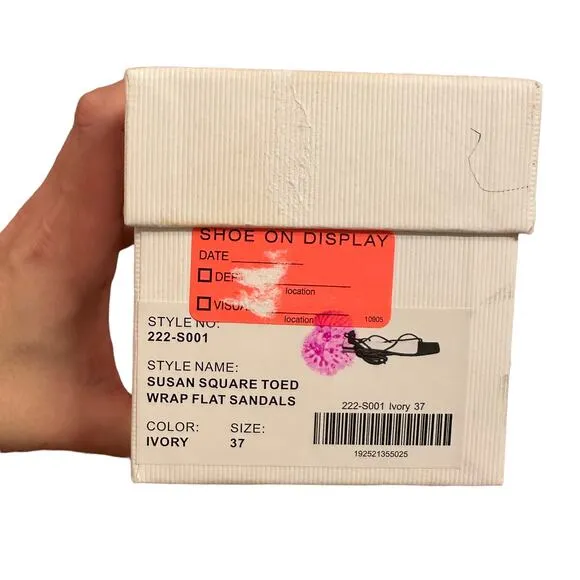 SHOE ON DISPLAY
DATE
location
location
10905
STYLE NO:
222-S001
STYLE NAME:
SUSAN SQUARE TOED
WRAP FLAT SANDALS
COLOR: SIZE:
IVORY 37
222-S001 Ivory 37
192521355025